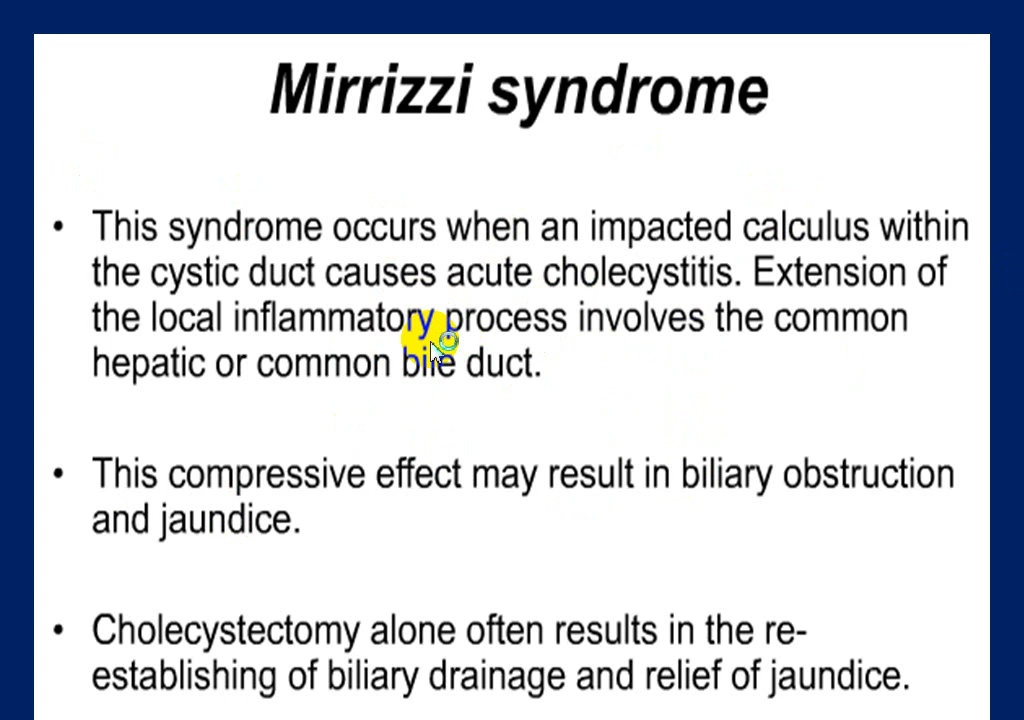 Mirrizzi syndrome
• This syndrome occurs when an impacted calculus within
the cystic duct causes acute cholecystitis. Extension of
the local inflammatory process involves the common
hepatic or common bile duct.
• This compressive effect may result in biliary obstruction
and jaundice.
• Cholecystectomy alone often results in the re-
establishing of biliary drainage and relief of jaundice.